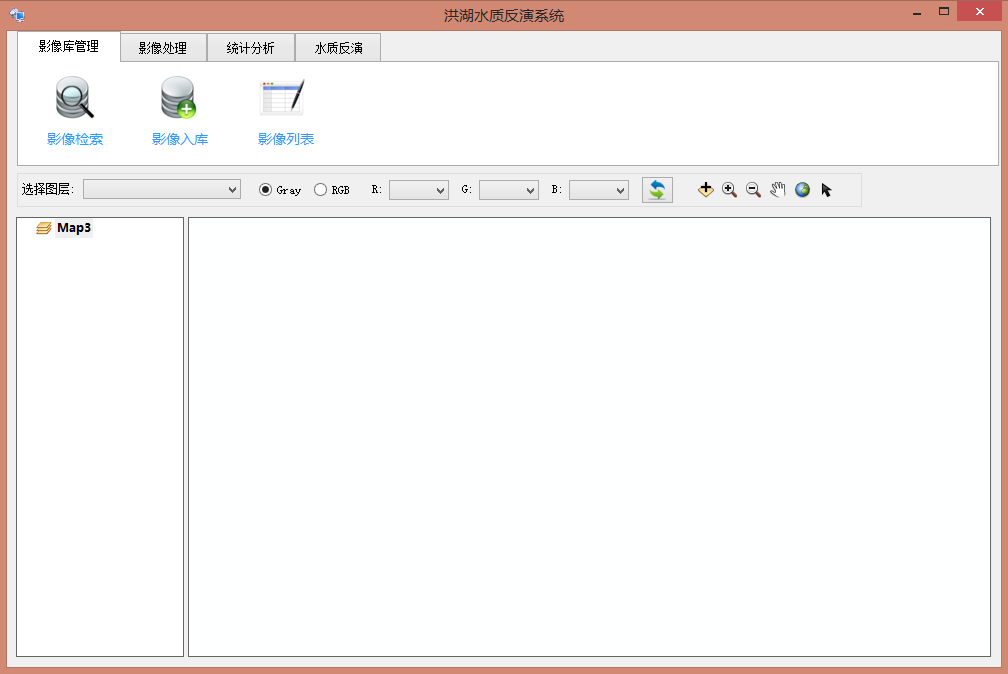 洪湖水质反演系统
影像库管理 影像处理 统计分析 水质反演
影像检索 影像入库 影像列表
选择图层: Gray RGB R: G: B:
Map3